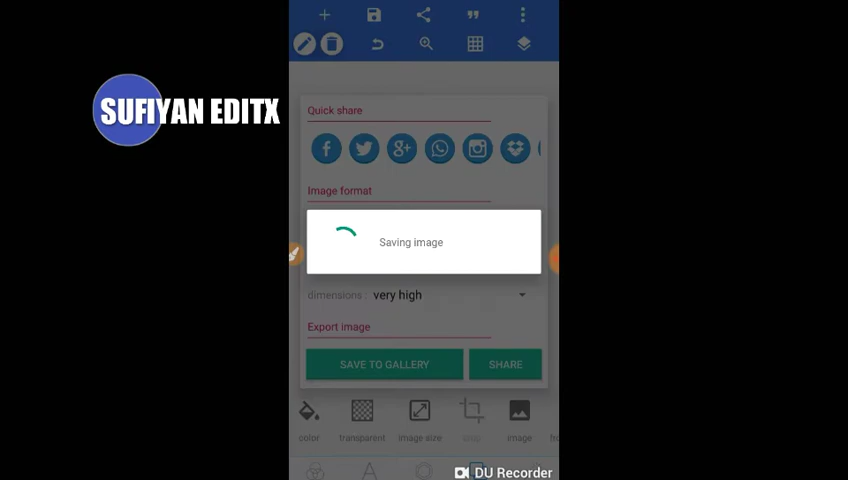 SUFIYAN EDITX
Quick share
Image format
Saving image
dimensions : very high
Export image
SAVE TO GALLERY SHARE
color transparent image size crop image
DU Recorder